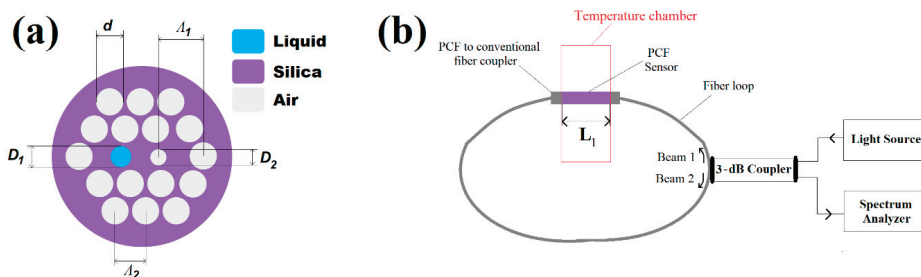 (a)
d
Λ1
Liquid
Silica
Air
D1
D2
Λ2
(b)
Temperature chamber
PCF to conventional
fiber coupler
PCF
Sensor
Fiber loop
L1
Beam 1
Beam 2
3-dB Coupler
Light Source
Spectrum
Analyzer